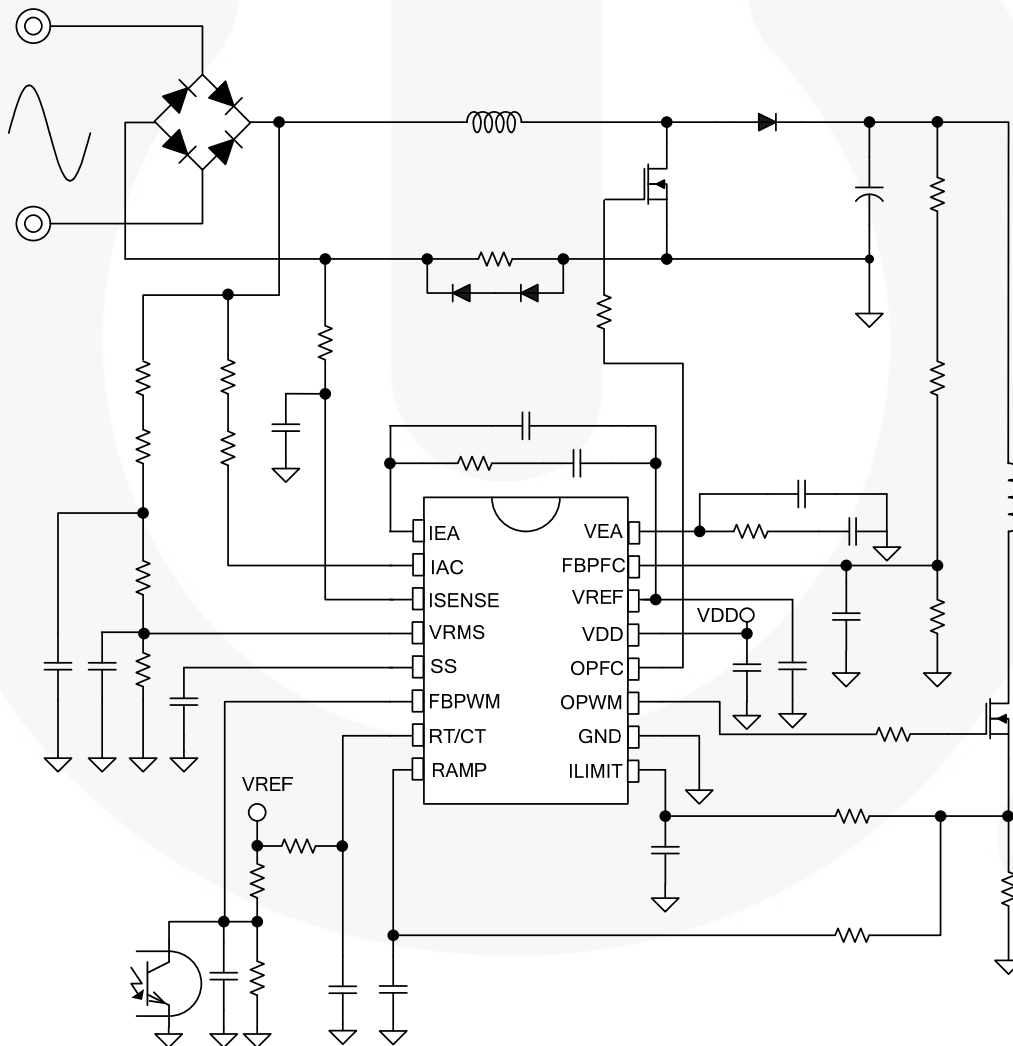 IEA
IAC
ISENSE
VRMS
SS
FBPWM
RT/CT
RAMP
VEA
FBPFC
VREF
VDD
OPFC
OPWM
GND
ILIMIT
VDD
VREF